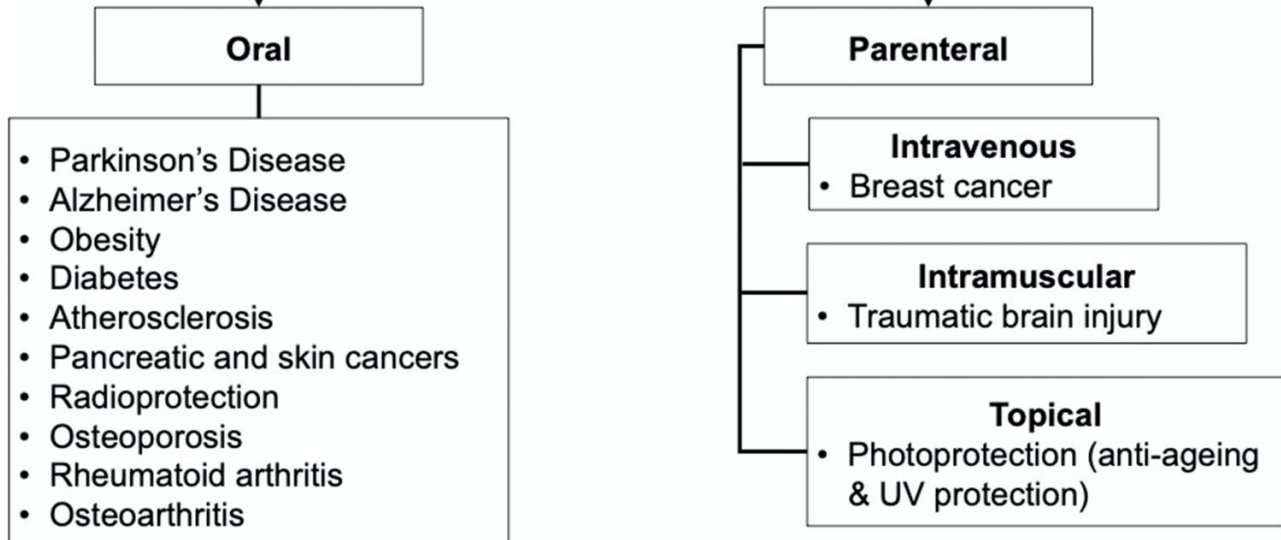 Oral
• Parkinson's Disease
• Alzheimer's Disease
• Obesity
• Diabetes
• Atherosclerosis
• Pancreatic and skin cancers
• Radioprotection
• Osteoporosis
• Rheumatoid arthritis
• Osteoarthritis
Parenteral
Intravenous
• Breast cancer
Intramuscular
• Traumatic brain injury
Topical
• Photoprotection (anti-ageing
& UV protection)